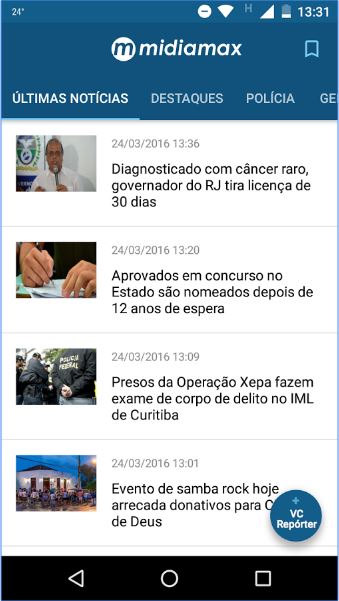 24°
H
13:31
midiamax
ÚLTIMAS NOTÍCIAS DESTAQUES POLÍCIA GE
24/03/2016 13:36
Diagnosticado com câncer raro,
governador do RJ tira licença de
30 dias
24/03/2016 13:20
Aprovados em concurso no
Estado são nomeados depois de
12 anos de espera
POLÍCIA
FEDERAL
24/03/2016 13:09
Presos da Operação Xepa fazem
exame de corpo de delito no IML
de Curitiba
24/03/2016 13:01
Evento de samba rock hoje
arrecada donativos para C
de Deus
+
VC
Repórter